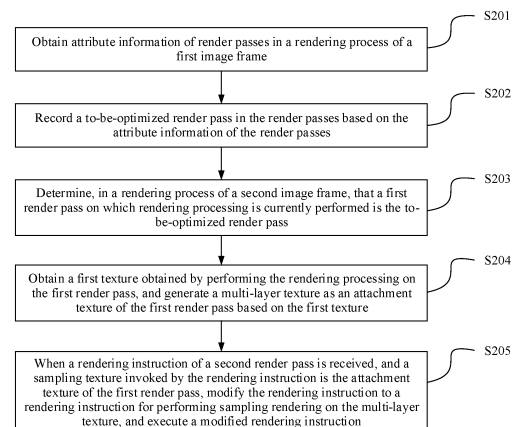 S201
Obtain attribute information of render passes in a rendering process of a
first image frame
S202
Record a to-be-optimized render pass in the render passes based on the
attribute information of the render passes
S203
Determine, in a rendering process of a second image frame, that a first
render pass on which rendering processing is currently performed is the to-
be-optimized render pass
S204
Obtain a first texture obtained by performing the rendering processing on
the first render pass, and generate a multi-layer texture as an attachment
texture of the first render pass based on the first texture
S205
When a rendering instruction of a second render pass is received, and a
sampling texture invoked by the rendering instruction is the attachment
texture of the first render pass, modify the rendering instruction to a
rendering instruction for performing sampling rendering on the multi-layer
texture, and execute a modified rendering instruction